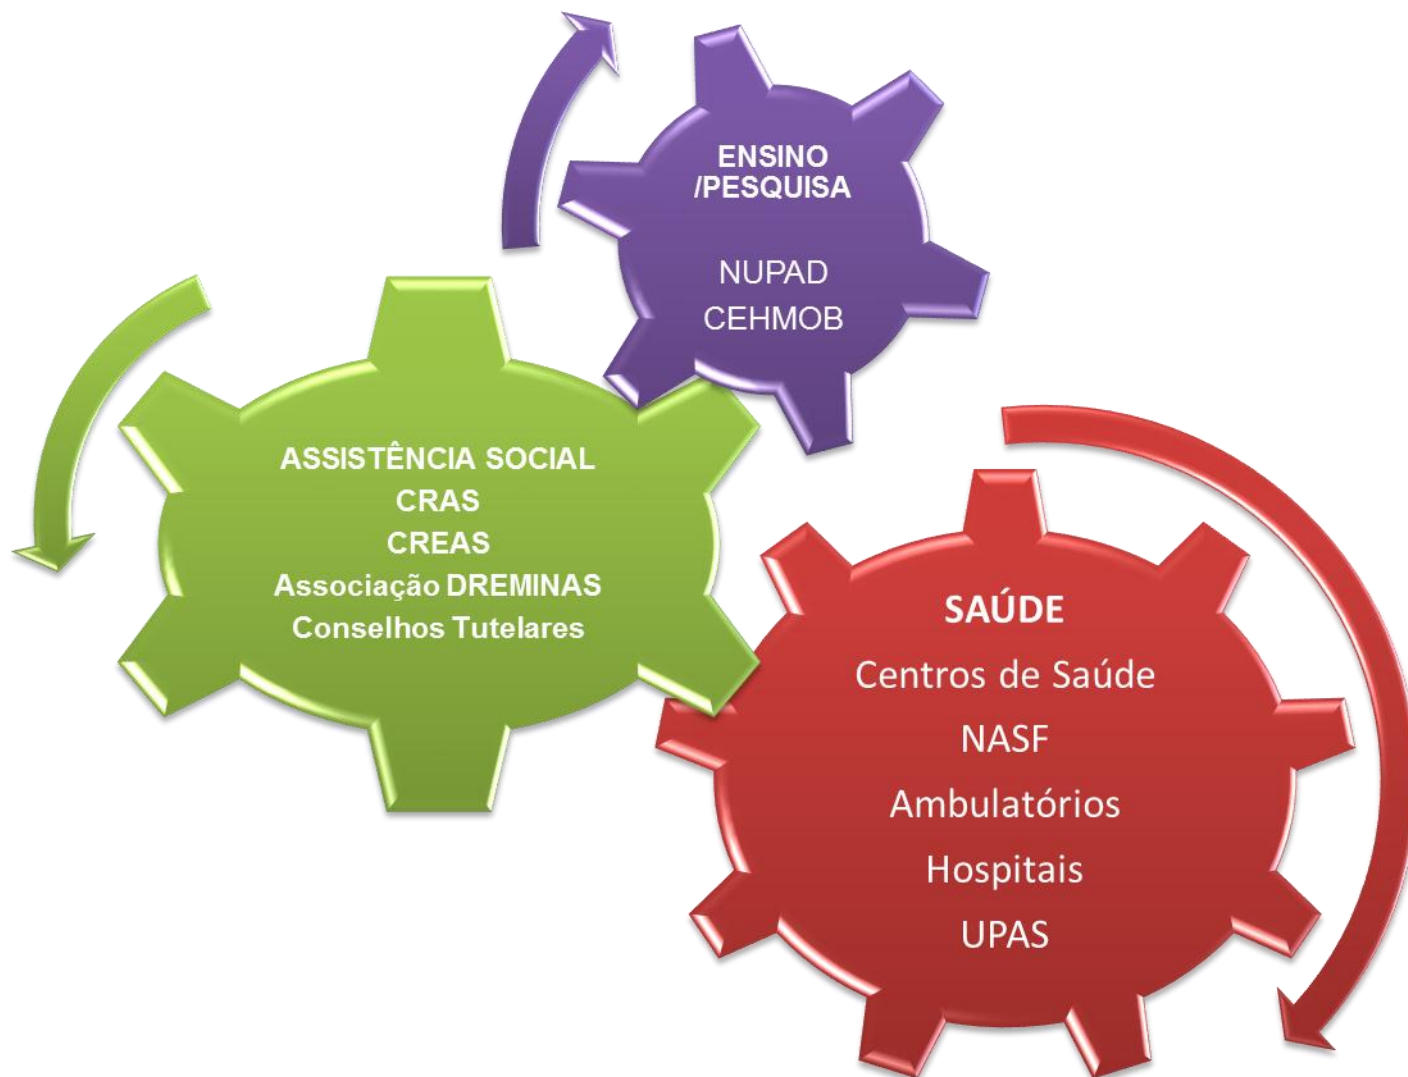 ENSINO
/PESQUISA
NUPAD
CEHMOB
ASSISTÊNCIA SOCIAL
CRAS
CREAS
Associação DREMINAS
Conselhos Tutelares
SAÚDE
Centros de Saúde
NASF
Ambulatórios
Hospitais
UPAS